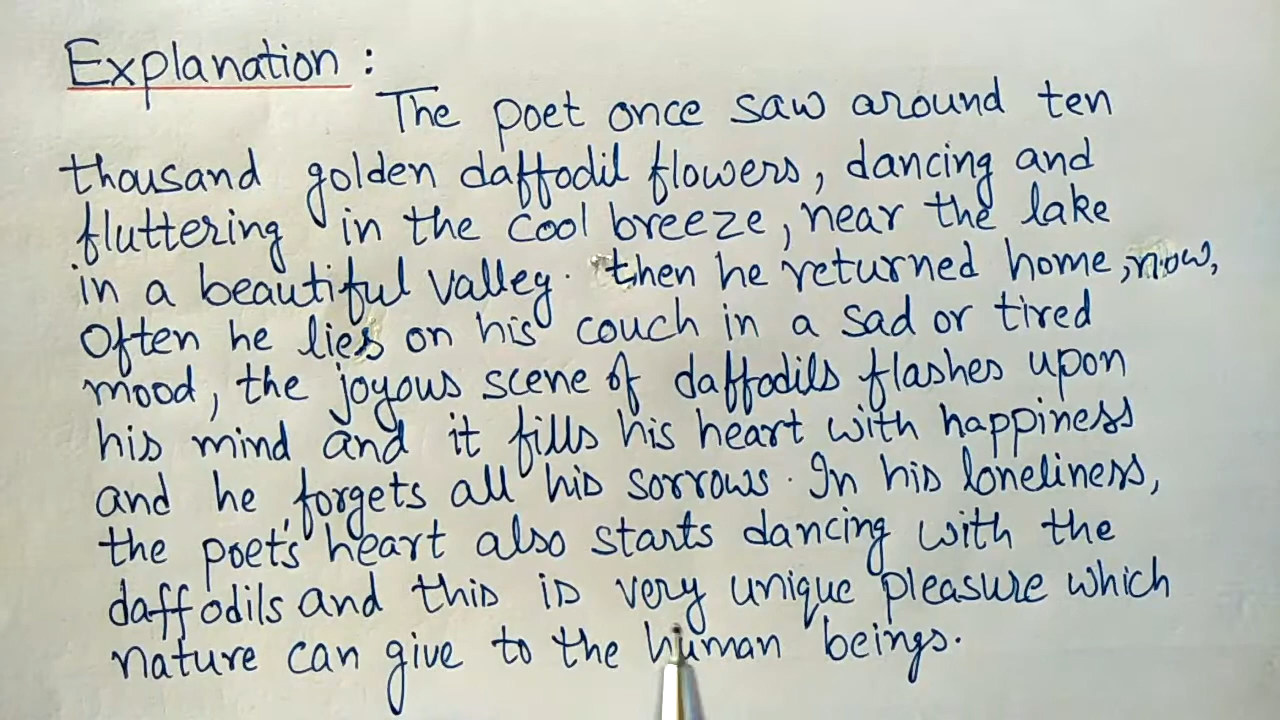 Explanation :
The poet once saw around ten
thousand golden daffodil flowers, dancing and
fluttering in the cool breeze, near the lake
in a beautiful valley. then he returned home, now,
Often he lies on his couch in a sad or tired
mood, the joyous scene of daffodils flashes upon
his mind and it fills his heart with happiness
and he forgets all his sorrows. In his loneliness,
the poet's heart also starts dancing with the
daffodils and this is very unique pleasure which
nature can give to the human beings.